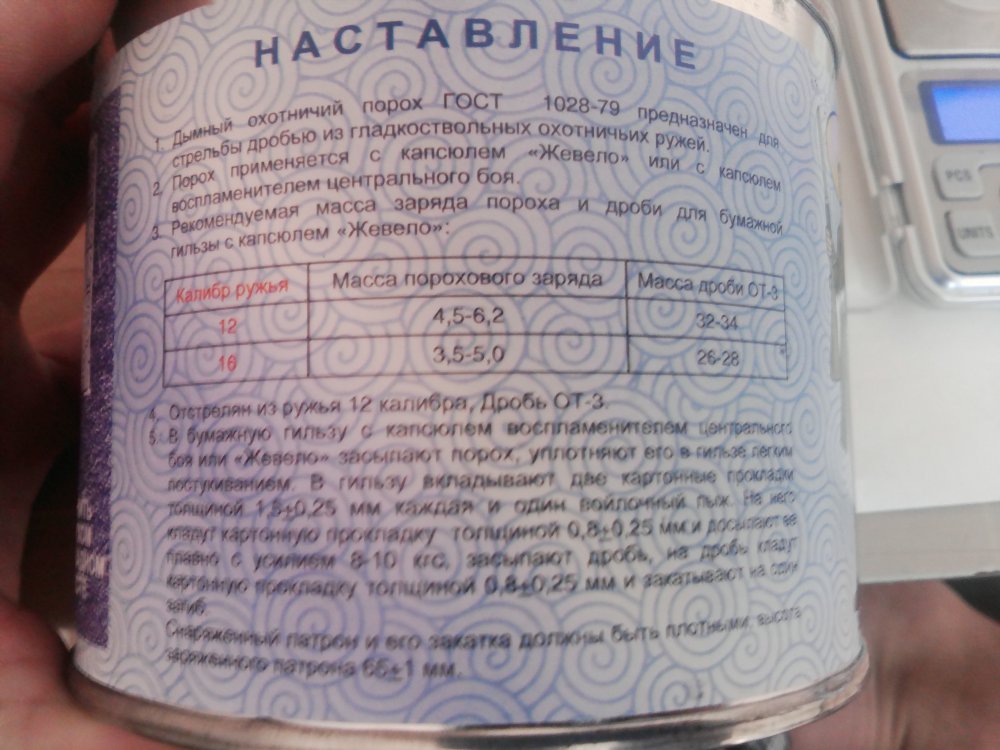 НАСТАВЛЕНИЕ
1. Дымный охотничий порох ГОСТ 1028-79 предназначен для
стрельбы дробью из гладкоствольных охотничьих ружей.
2. Порох применяется с капсюлем «Жевело» или с капсюлем
воспламенителем центрального боя.
3. Рекомендуемая масса заряда пороха и дроби для бумажной
гильзы с капсюлем «Жевело»:
Калибр ружья Масса порохового заряда Масса дроби ОТ-3
12 4,5-6,2 32-34
16 3,5-5,0 26-28
4. Отстрелян из ружья 12 калибра, Дробь ОТ-3.
5. В бумажную гильзу с капсюлем воспламенителем центрального
боя или «Жевело» засыпают порох, уплотняют его в гильзе легким
постукиванием. В гильзу вкладывают две картонные прокладки
толщиной 1,8±0,25 мм каждая и один войлочный пыж. На него
кладут картонную прокладку толщиной 0,8±0,25 мм и досылают ее
плавно с усилием 8-10 кгс, засыпают дробь, на дробь кладут
картонную прокладку толщиной 0,8±0,25 мм и закатывают на один
загиб.
Снаряженный патрон и его закатка должны быть плотными, высота
заряженного патрона 65±1 мм.
PCS
UNITS